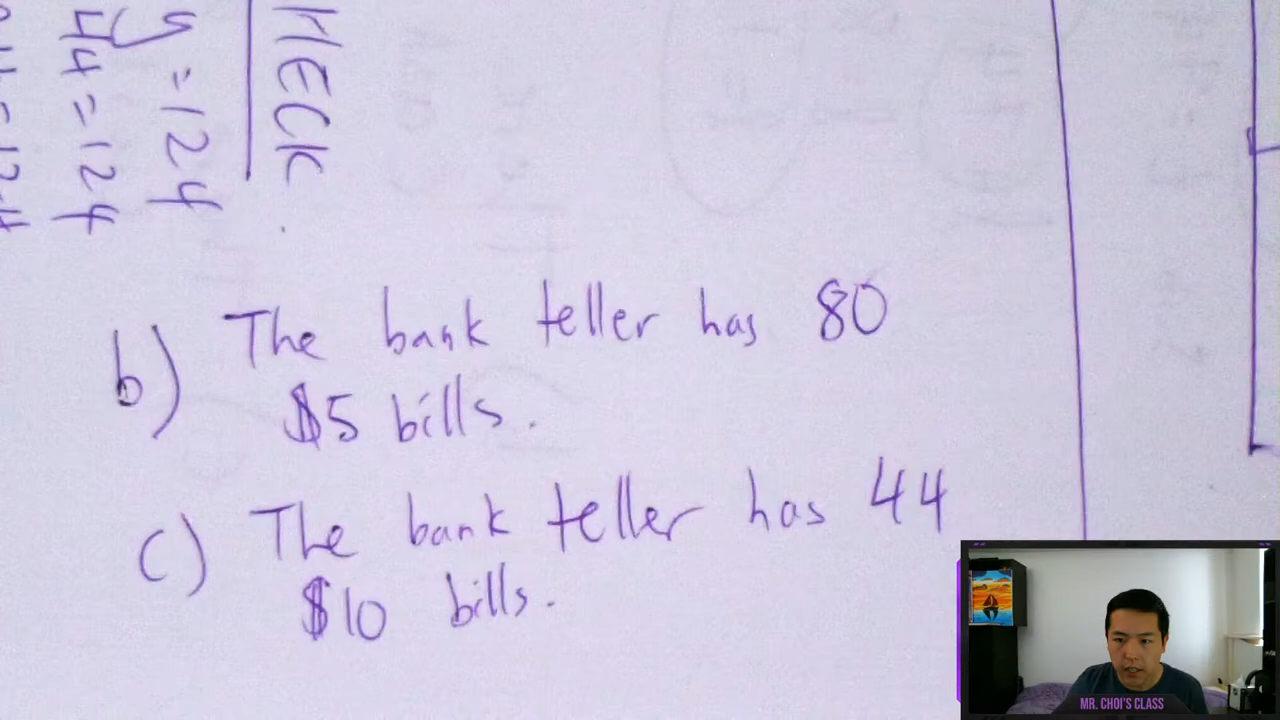 = 124
44 = 124
b) The bank teller has 80
$5 bills.
c) The bank teller has 44
$10 bills.
MR. CHOI'S CLASS